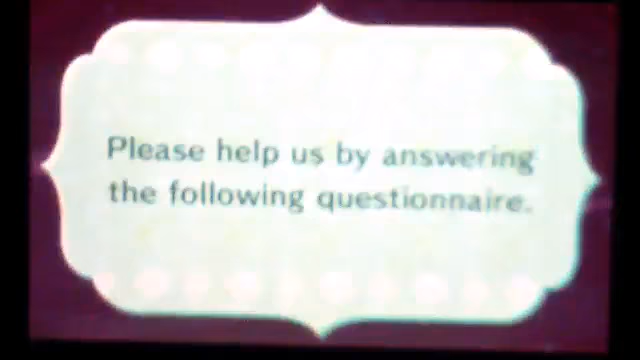 Please help us by answering
the following questionnaire.